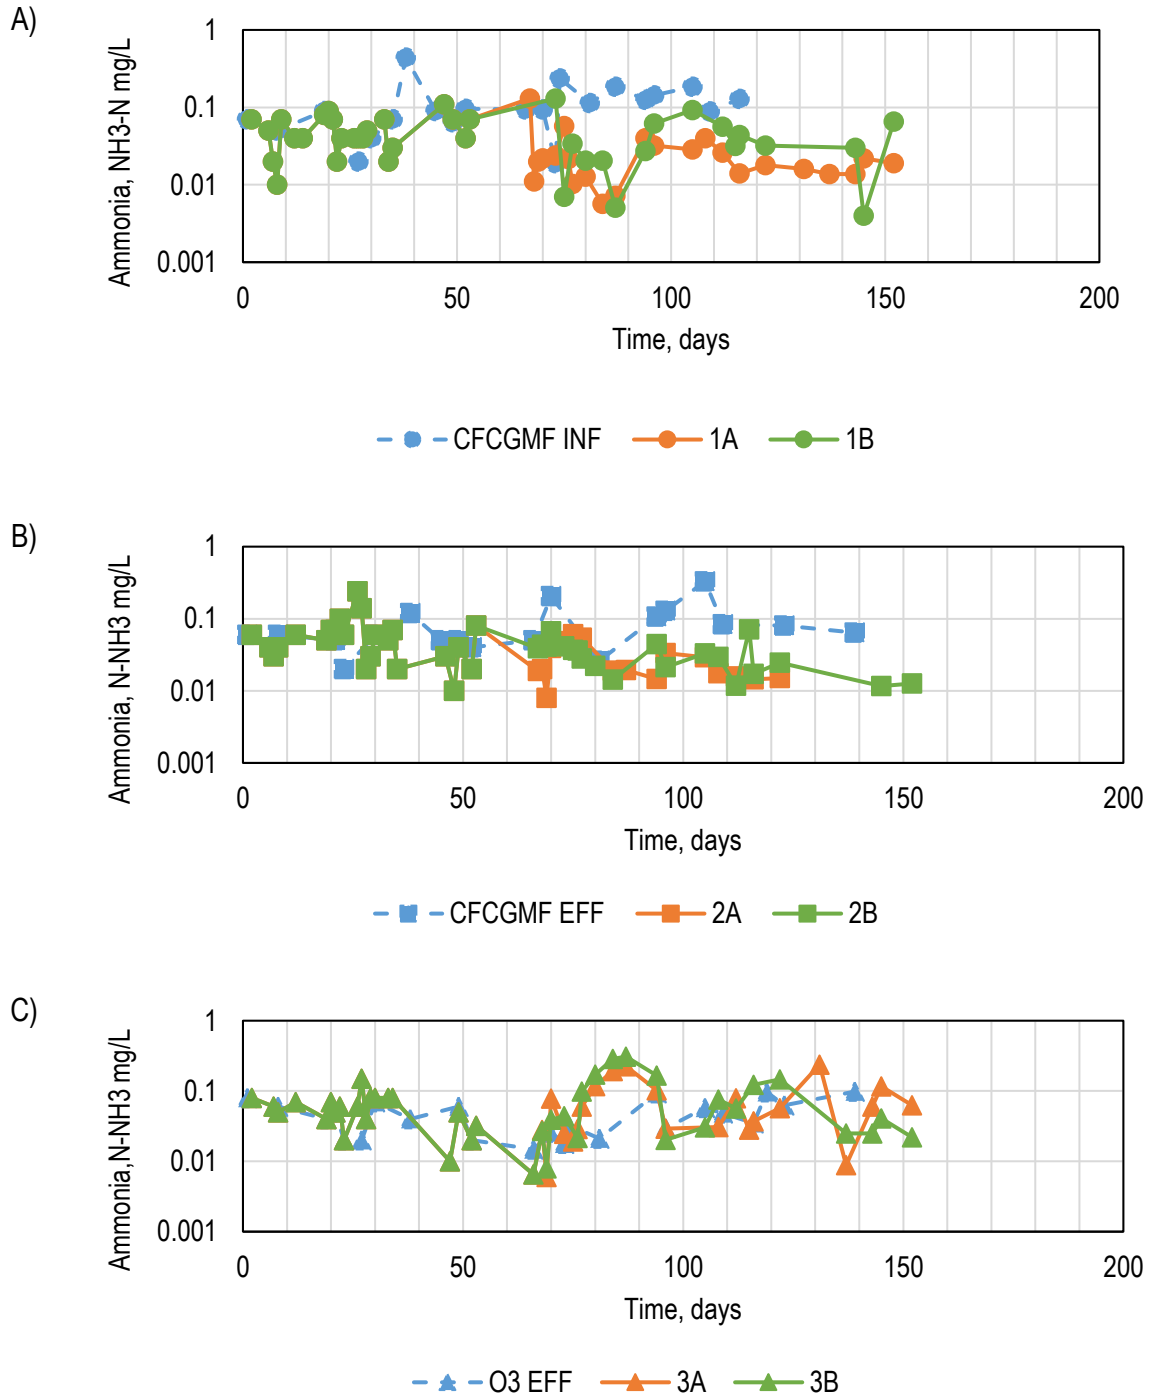 A)
Ammonia, NH3-N mg/L
1
0.1
0.01
0.001
0 50 100 150 200
Time, days
CFCGMF INF 1A 1B
B)
Ammonia, N-NH3 mg/L
1
0.1
0.01
0.001
0 50 100 150 200
Time, days
CFCGMF EFF 2A 2B
C)
Ammonia,N-NH3 mg/L
1
0.1
0.01
0.001
0 50 100 150 200
Time, days
O3 EFF 3A 3B